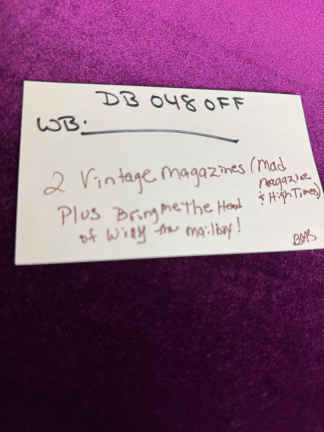 DB 048 OFF
WB:
2 Vintage Magazines (Mad
Magazine
& High Times)
Plus Bring me The Head
of Willy the mailboy!